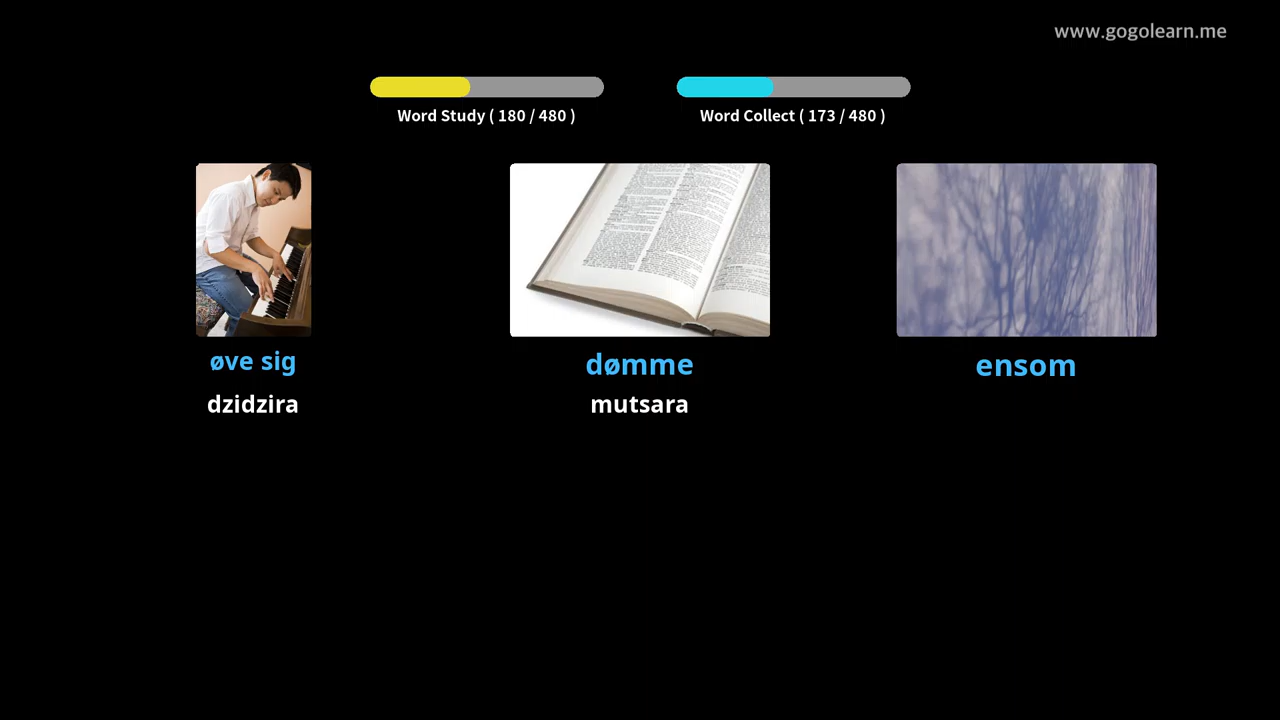 www.gogolearn.me
Word Study ( 180 / 480 )
Word Collect ( 173 / 480 )
øve sig
dømme
ensom
dzidzira
mutsara